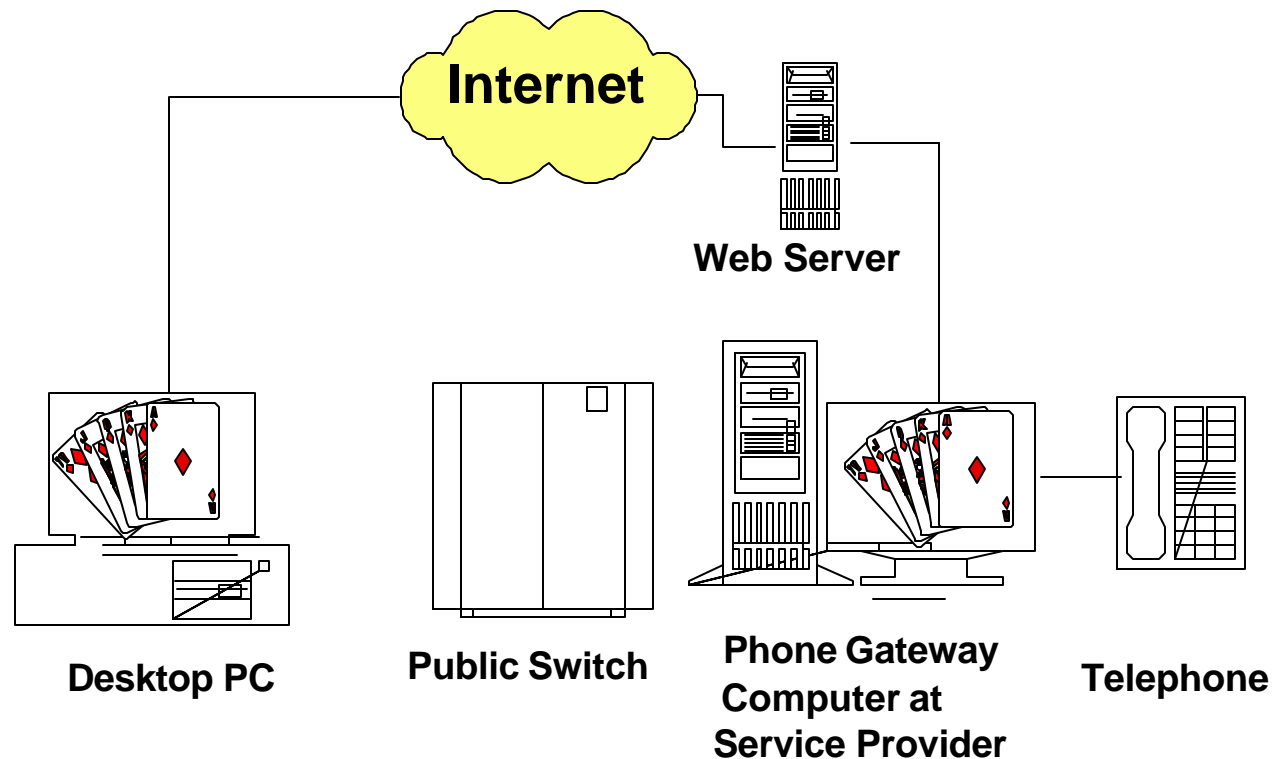 Internet
Web Server
Desktop PC
Public Switch
Phone Gateway
Computer at
Service Provider
Telephone